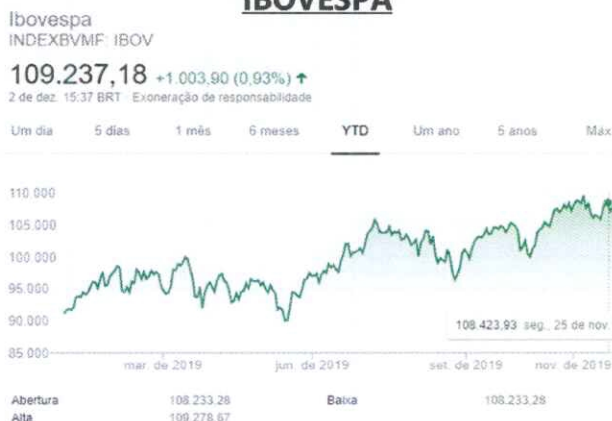 IBOVESPA
Ibovespa
INDEXBVMF: IBOV
109.237,18 +1.003,90 (0,93%) ↑
2 de dez. 15:37 BRT · Exoneração de responsabilidade
Um dia 5 dias 1 mês 6 meses YTD Um ano 5 anos Máx
110.000
105.000
100.000
95.000
90.000
85.000
108.423,93 seg., 25 de nov.
mar. de 2019 jun. de 2019 set. de 2019 nov. de 2019
Abertura 108.233,28 Baixa 108.233,28
Alta 109.278,67